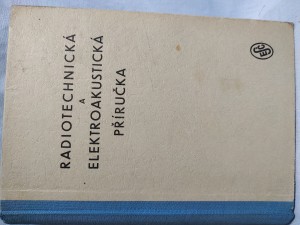 RADIOTECHNICKÁ
A
ELEKTROAKUSTICKÁ
PŘÍRUČKA